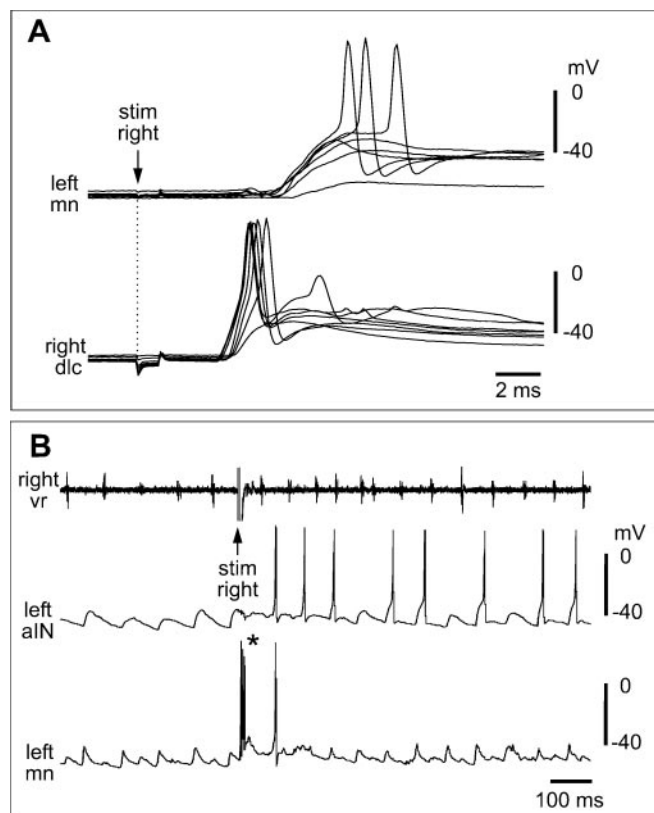 A
mV
0
-40
stim
right
left
mn
0
-40
right
dlc
2 ms
B
right
vr
mV
0
-40
stim
right
left
aIN
*
0
-40
left
mn
100 ms